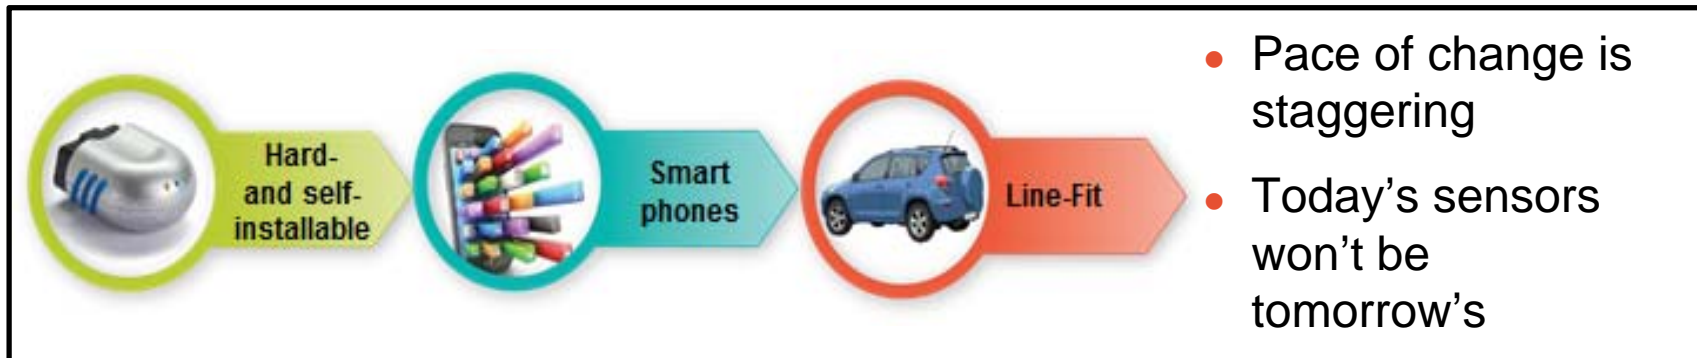 Hard-
and self-
installable
Smart
phones
Line-Fit
● Pace of change is
staggering
● Today’s sensors
won’t be
tomorrow’s